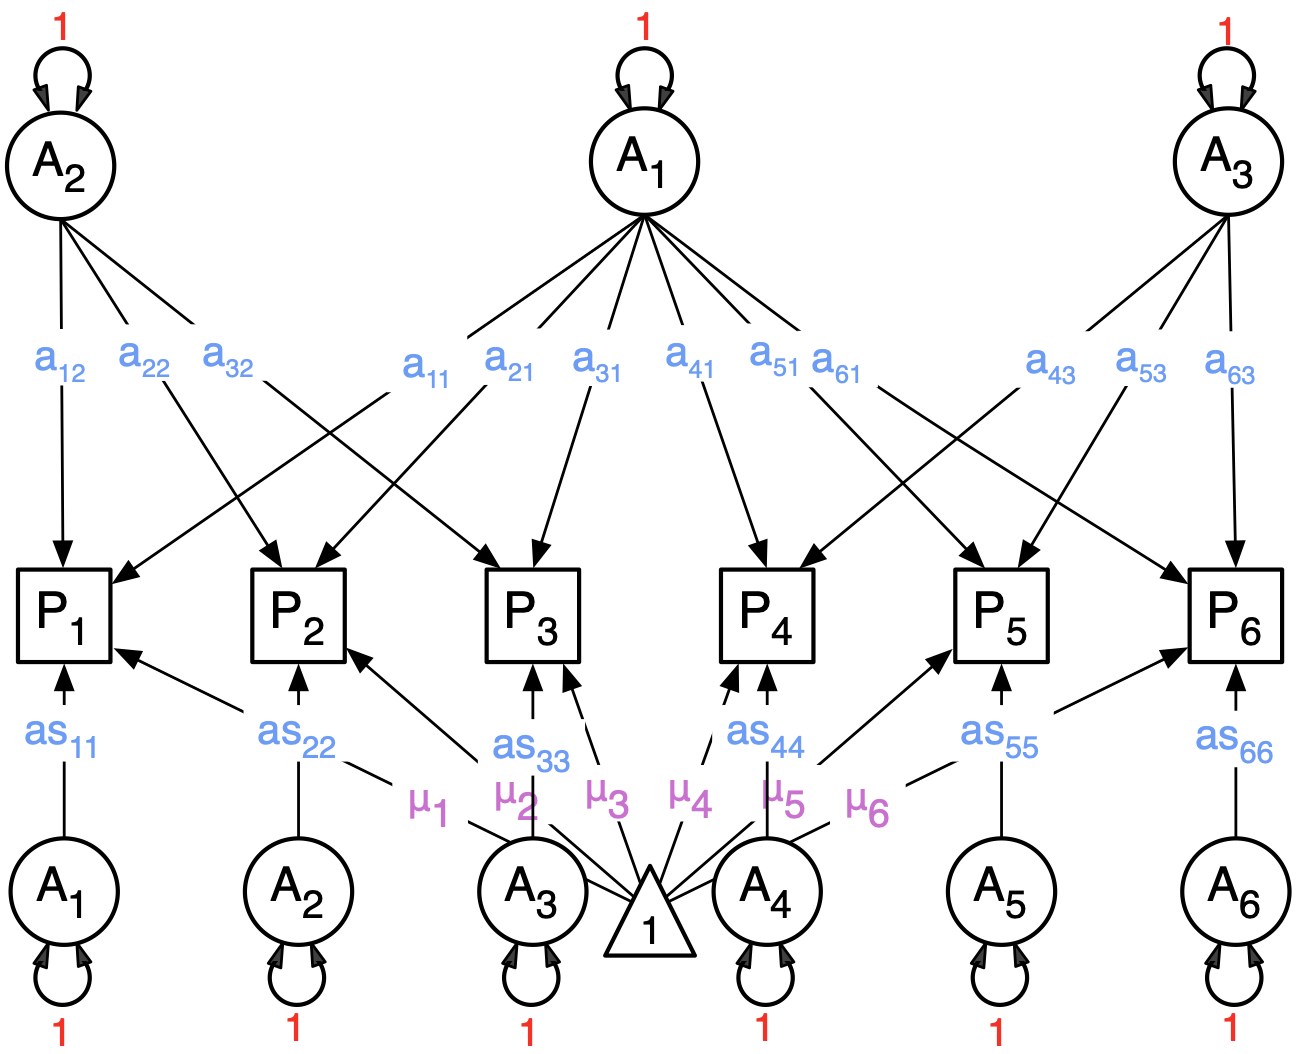 1 1 1
A₂ A₁ A₃
a₁₂ a₂₂ a₃₂ a₁₁ a₂₁ a₃₁ a₄₁ a₅₁ a₆₁ a₄₃ a₅₃ a₆₃
P₁ P₂ P₃ P₄ P₅ P₆
as₁₁ as₂₂ as₃₃ as₄₄ as₅₅ as₆₆
μ₁ μ₂ μ₃ μ₄ μ₅ μ₆
A₁ A₂ A₃ 1 A₄ A₅ A₆
1 1 1 1 1 1